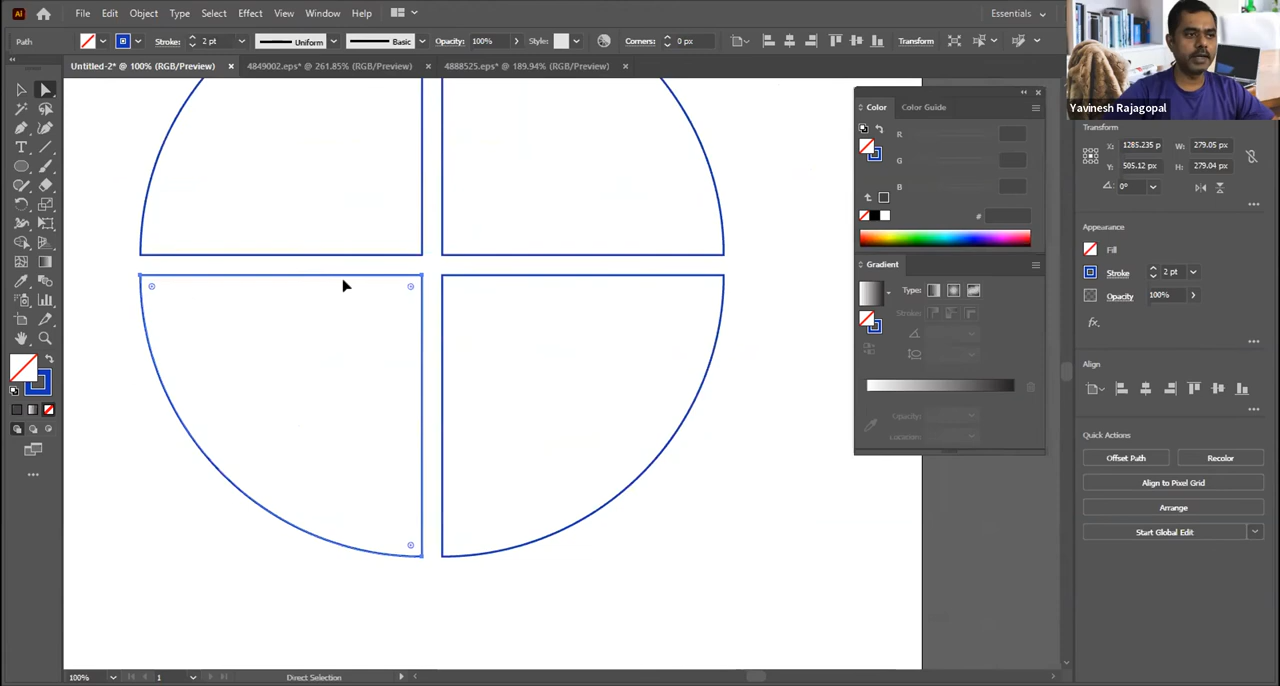 Ai File Edit Object Type Select Effect View Window Help Essentials
Path Stroke: 2 pt Uniform Basic Opacity: 100% Style: Corners: 0 px Transform
Untitled-2* @ 100% (RGB/Preview) × 4849002.eps* @ 261.85% (RGB/Preview) × 4888525.eps* @ 189.94% (RGB/Preview) ×
Yavinesh Rajagopal
Color Color Guide
R
G
B
#
Gradient
Type:
Stroke:
Opacity:
Location:
Transform
X: 1285.235 p W: 279.05 px
Y: 505.12 px H: 279.04 px
0°
Appearance
Fill
Stroke 2 pt
Opacity 100%
fx.
Align
Quick Actions
Offset Path Recolor
Align to Pixel Grid
Arrange
Start Global Edit
100% 1 Direct Selection